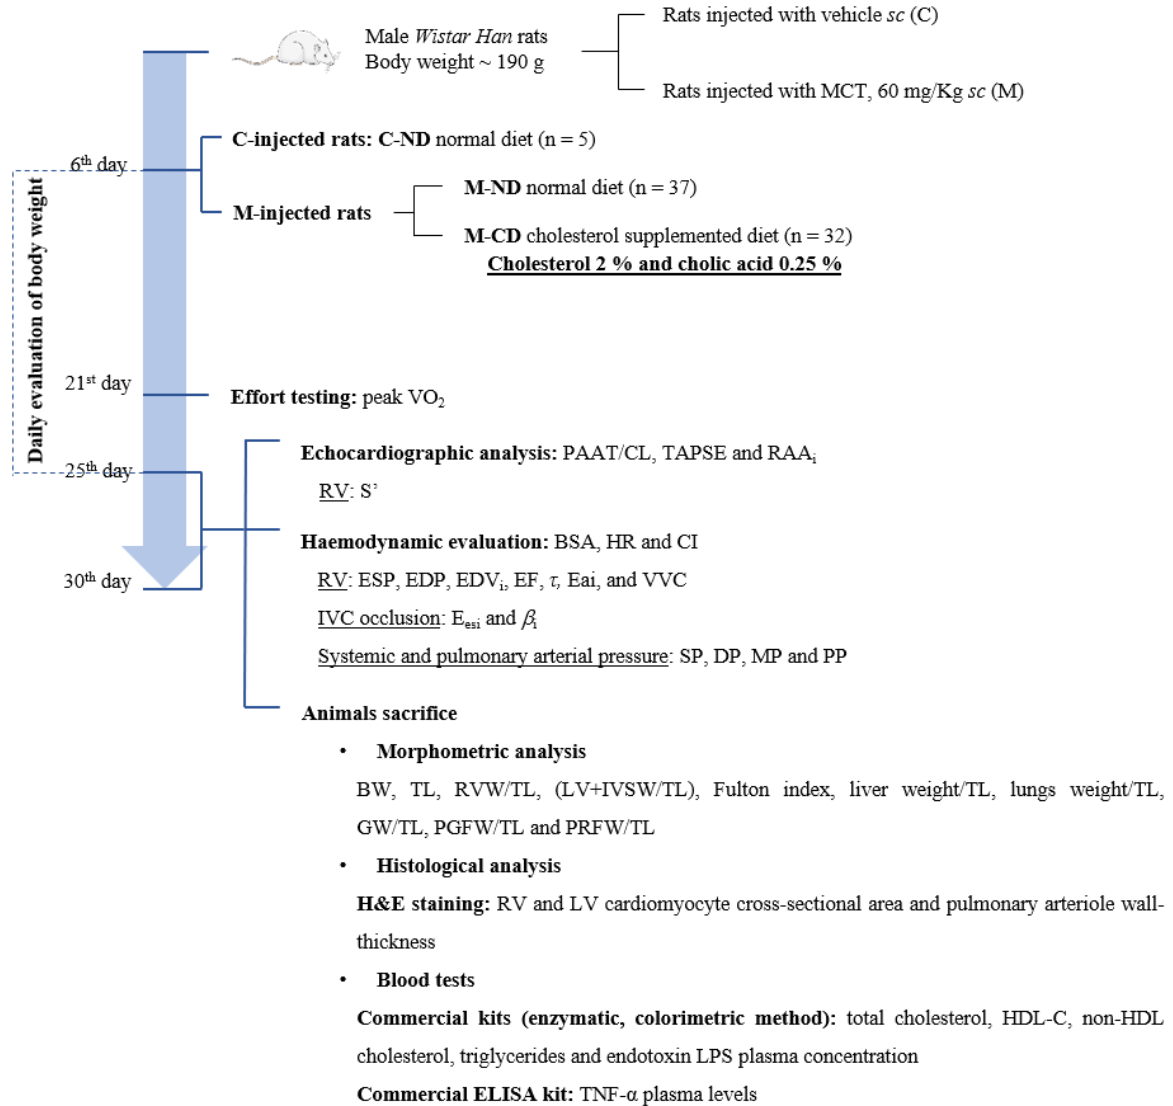 Rats injected with vehicle sc (C)
Male Wistar Han rats
Body weight ~ 190 g
Rats injected with MCT, 60 mg/Kg sc (M)
C-injected rats: C-ND normal diet (n = 5)
6th day
M-ND normal diet (n = 37)
M-injected rats
M-CD cholesterol supplemented diet (n = 32)
Cholesterol 2 % and cholic acid 0.25 %
Daily evaluation of body weight
21st day
Effort testing: peak VO2
Echocardiographic analysis: PAAT/CL, TAPSE and RAAi
25th day
RV: S’
Haemodynamic evaluation: BSA, HR and CI
30th day
RV: ESP, EDP, EDVi, EF, τ, Eai, and VVC
IVC occlusion: Eesi and βi
Systemic and pulmonary arterial pressure: SP, DP, MP and PP
Animals sacrifice
• Morphometric analysis
BW, TL, RVW/TL, (LV+IVSW/TL), Fulton index, liver weight/TL, lungs weight/TL,
GW/TL, PGFW/TL and PRFW/TL
• Histological analysis
H&E staining: RV and LV cardiomyocyte cross-sectional area and pulmonary arteriole wall-
thickness
• Blood tests
Commercial kits (enzymatic, colorimetric method): total cholesterol, HDL-C, non-HDL
cholesterol, triglycerides and endotoxin LPS plasma concentration
Commercial ELISA kit: TNF-α plasma levels